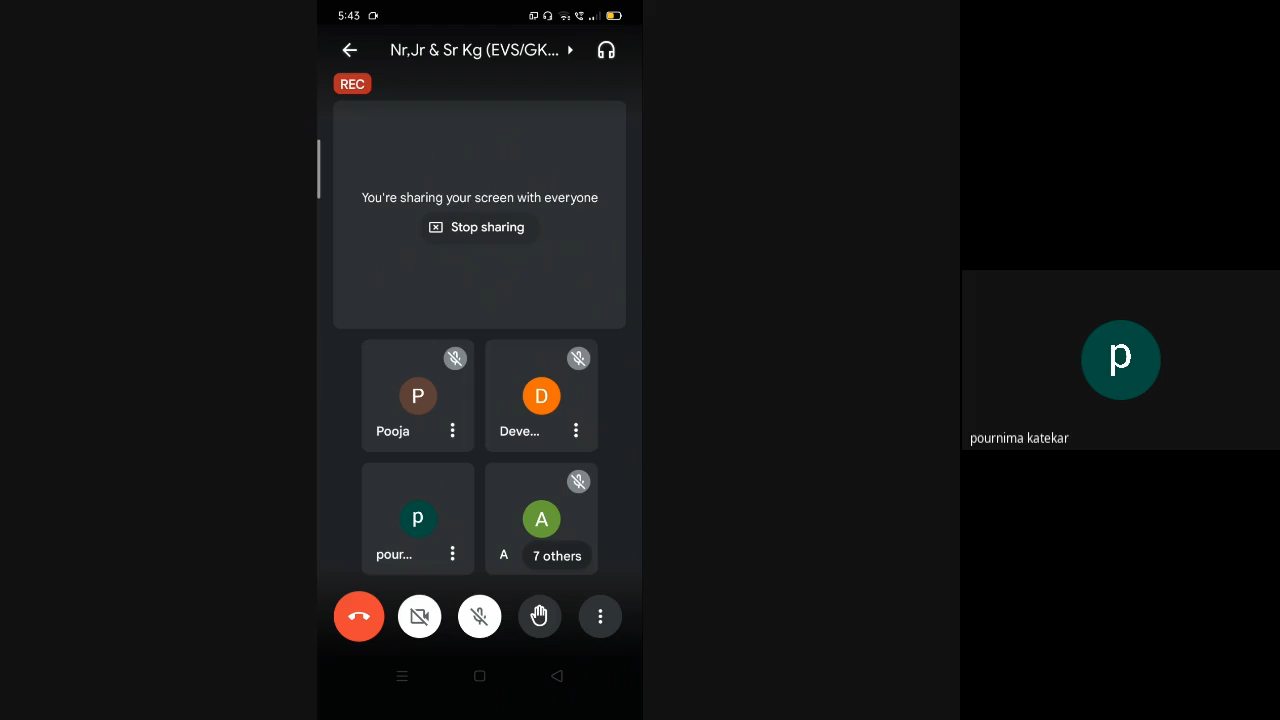 5:43
Nr,Jr & Sr Kg (EVS/GK...
REC
You're sharing your screen with everyone
Stop sharing
P
Pooja
D
Deve...
p
pour...
A
A
7 others
p
pournima katekar